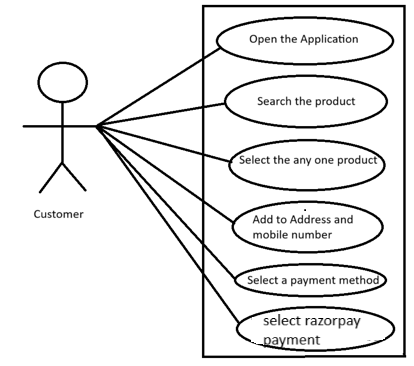 Open the Application
Search the product
Select the any one product
Add to Address and
mobile number
Customer
Select a payment method
select razorpay
payment